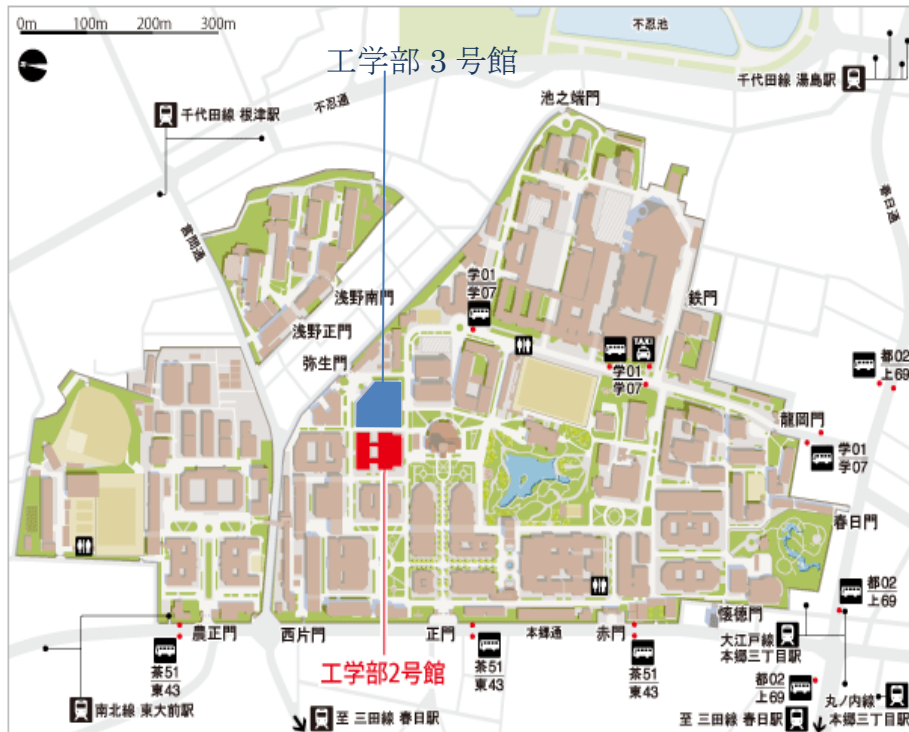 0m 100m 200m 300m
不忍池
工学部 3 号館
千代田線 湯島駅
池之端門
不忍通
千代田線 根津駅
春日通
言問通
学01
学07
浅野南門
鉄門
浅野正門
TAXI
弥生門
学01
学07
都02
上69
龍岡門
学01
学07
春日門
都02
上69
懐徳門
農正門
西片門
正門
本郷通
赤門
大江戸線
本郷三丁目駅
茶51
東43
茶51
東43
茶51
東43
工学部2号館
都02
上69
丸ノ内線
本郷三丁目駅
南北線 東大前駅
至 三田線 春日駅
至 三田線 春日駅